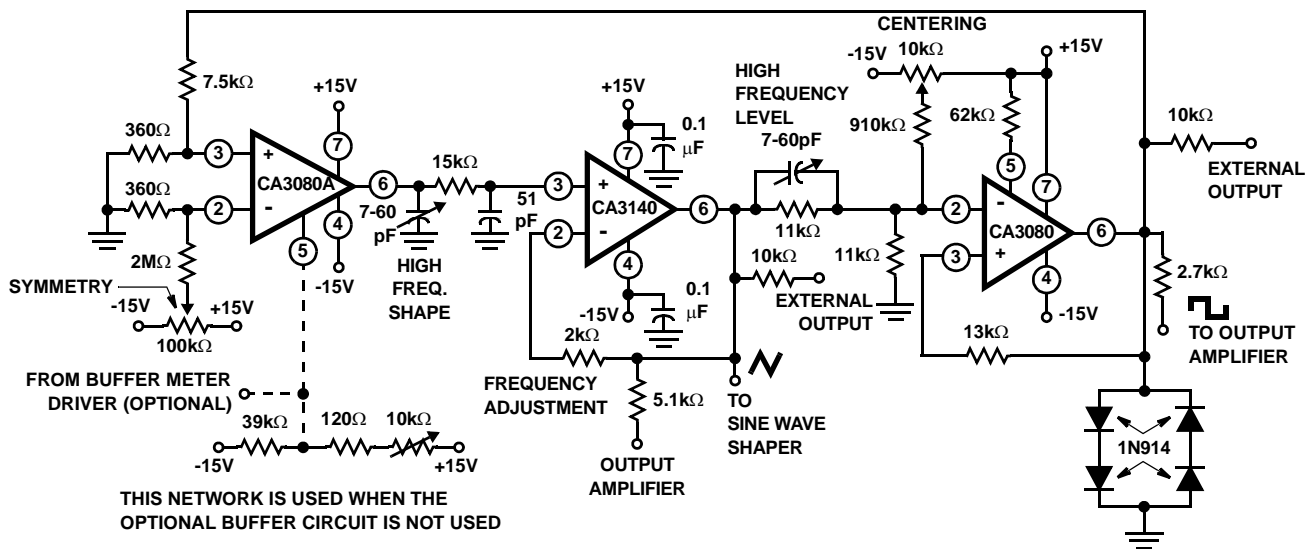 CENTERING
-15V
10kΩ
+15V
7.5kΩ
+15V
+15V
HIGH
FREQUENCY
LEVEL
7-60pF
910kΩ
62kΩ
10kΩ
EXTERNAL
OUTPUT
360Ω
3
+
7
CA3080A
6
15kΩ
0.1
µF
7
3
+
CA3140
6
5
7
360Ω
2
-
4
5
7-60
pF
51
pF
2
-
4
11kΩ
2
-
CA3080
6
3
+
4
2MΩ
-15V
HIGH
FREQ.
SHAPE
-15V
0.1
µF
10kΩ
EXTERNAL
OUTPUT
11kΩ
-15V
2.7kΩ
TO OUTPUT
AMPLIFIER
SYMMETRY
-15V
+15V
100kΩ
2kΩ
13kΩ
FREQUENCY
ADJUSTMENT
FROM BUFFER METER
DRIVER (OPTIONAL)
5.1kΩ
TO
SINE WAVE
SHAPER
39kΩ
120Ω
10kΩ
-15V
+15V
OUTPUT
AMPLIFIER
1N914
THIS NETWORK IS USED WHEN THE
OPTIONAL BUFFER CIRCUIT IS NOT USED